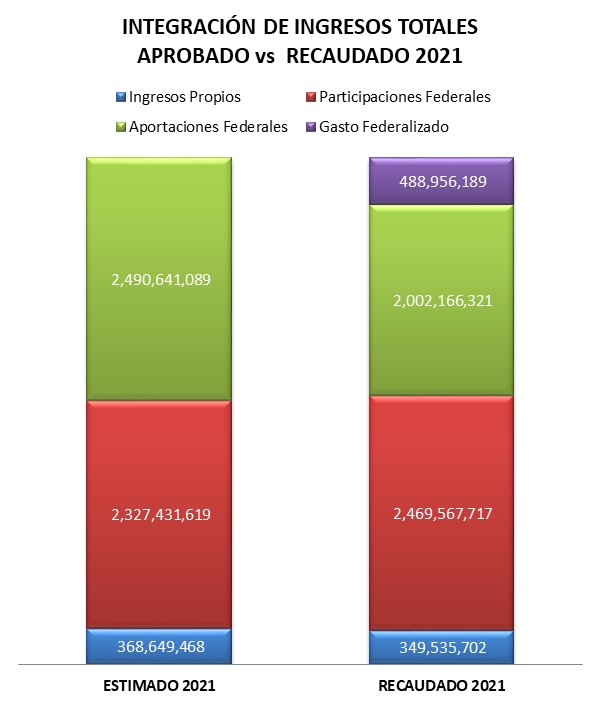 INTEGRACIÓN DE INGRESOS TOTALES
APROBADO vs RECAUDADO 2021
Ingresos Propios
Participaciones Federales
Aportaciones Federales
Gasto Federalizado
488,956,189
2,490,641,089
2,002,166,321
2,327,431,619
2,469,567,717
368,649,468
349,535,702
ESTIMADO 2021
RECAUDADO 2021